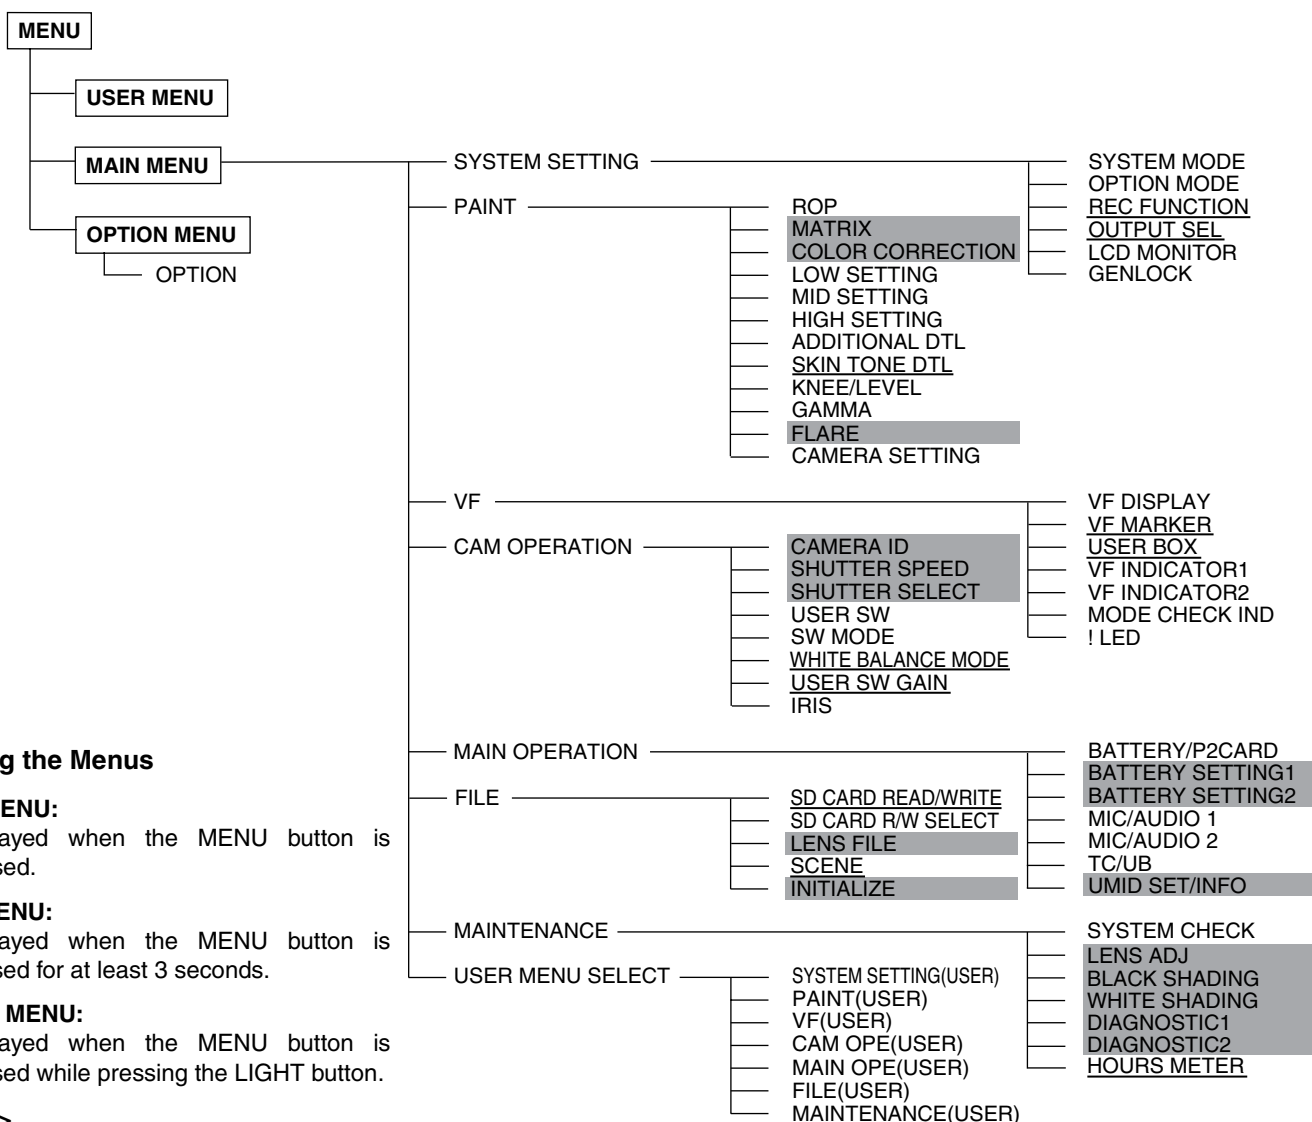 MENU
USER MENU
MAIN MENU
OPTION MENU
OPTION
SYSTEM SETTING
SYSTEM MODE
OPTION MODE
REC FUNCTION
OUTPUT SEL
LCD MONITOR
GENLOCK
PAINT
ROP
MATRIX
COLOR CORRECTION
LOW SETTING
MID SETTING
HIGH SETTING
ADDITIONAL DTL
SKIN TONE DTL
KNEE/LEVEL
GAMMA
FLARE
CAMERA SETTING
VF
VF DISPLAY
VF MARKER
USER BOX
VF INDICATOR1
VF INDICATOR2
MODE CHECK IND
! LED
CAM OPERATION
CAMERA ID
SHUTTER SPEED
SHUTTER SELECT
USER SW
SW MODE
WHITE BALANCE MODE
USER SW GAIN
IRIS
MAIN OPERATION
BATTERY/P2CARD
BATTERY SETTING1
BATTERY SETTING2
MIC/AUDIO 1
MIC/AUDIO 2
TC/UB
UMID SET/INFO
FILE
SD CARD READ/WRITE
SD CARD R/W SELECT
LENS FILE
SCENE
INITIALIZE
MAINTENANCE
SYSTEM CHECK
LENS ADJ
BLACK SHADING
WHITE SHADING
DIAGNOSTIC1
DIAGNOSTIC2
HOURS METER
USER MENU SELECT
SYSTEM SETTING(USER)
PAINT(USER)
VF(USER)
CAM OPE(USER)
MAIN OPE(USER)
FILE(USER)
MAINTENANCE(USER)
g the Menus
ENU:
ayed when the MENU button is
sed.
ENU:
ayed when the MENU button is
sed for at least 3 seconds.
MENU:
ayed when the MENU button is
sed while pressing the LIGHT button.
>